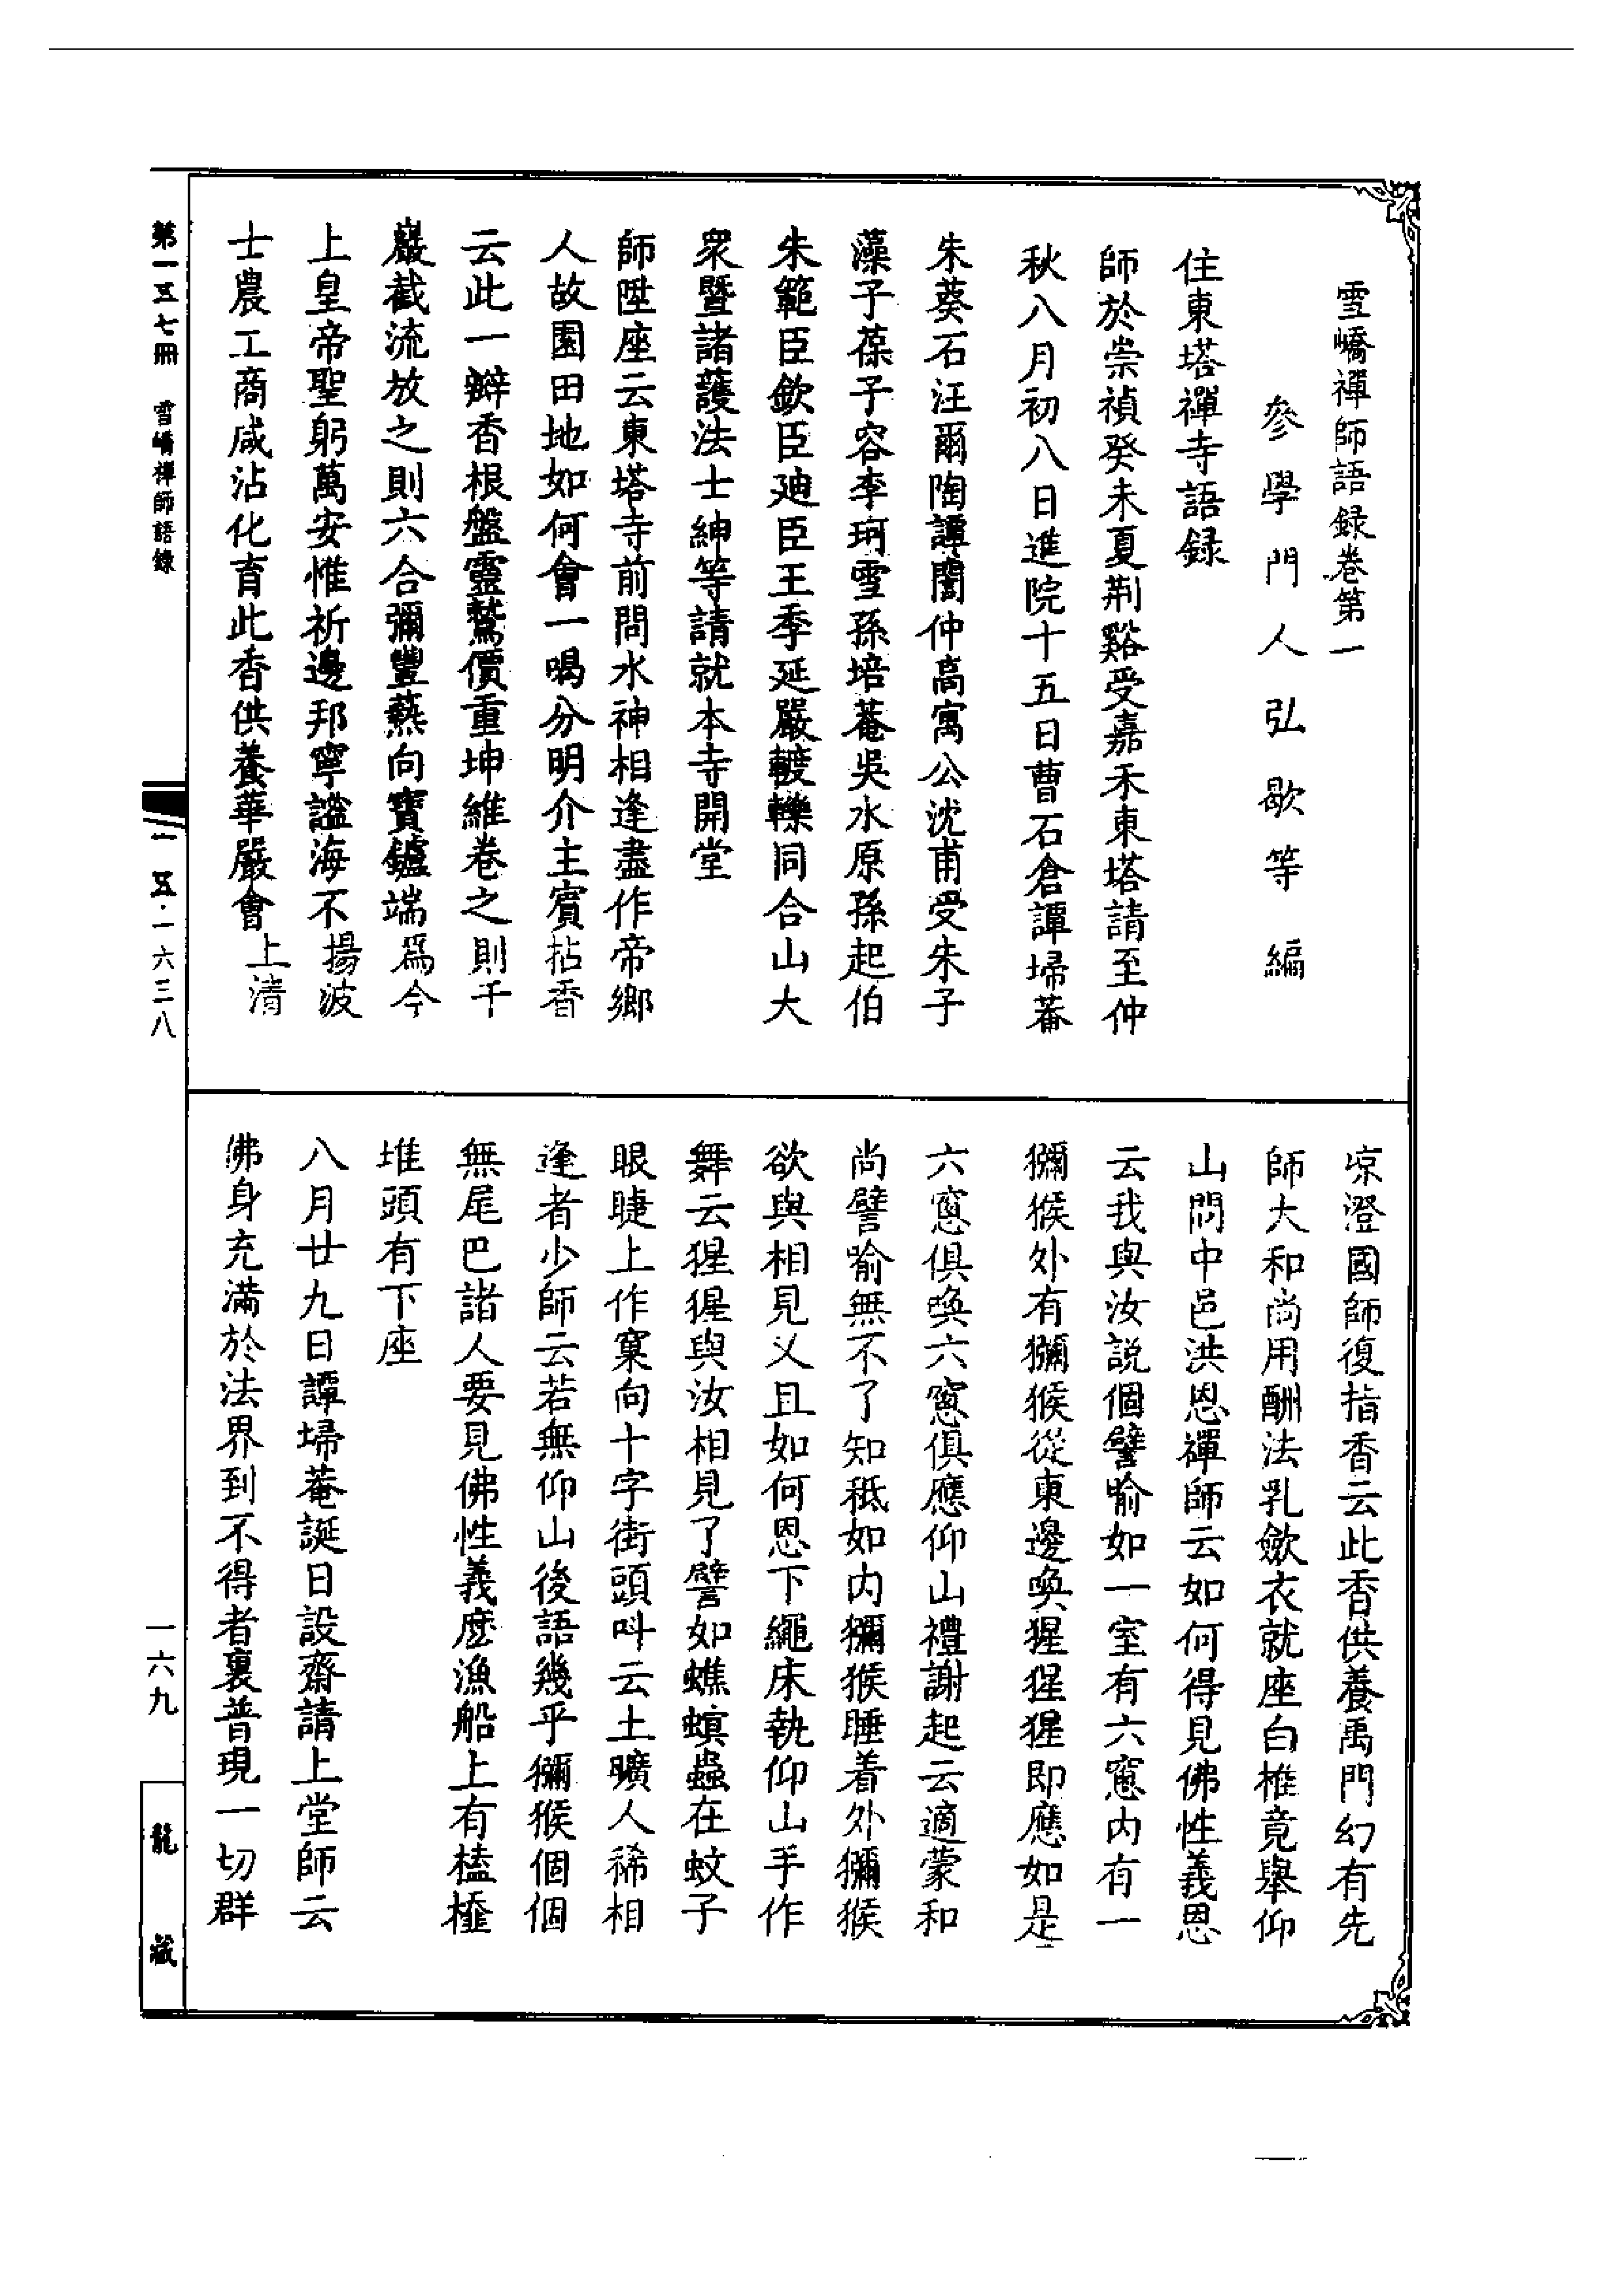 雪嶠禪師語録卷第一
參學門人弘歇等編
住東塔禪寺語録
師於崇禎癸未夏荆谿受嘉禾東塔請至仲
秋八月初八日進院十五日曹石倉譚埽菴
朱葵石汪爾陶譚闇仲高寓公沈甫受朱子
藻子葆子容李珂雪孫培菴吳水原孫起伯
朱範臣欽臣廸臣王季延嚴轅轢同合山大
衆暨諸護法士紳等請就本寺開堂
師陞座云東塔寺前問水神相逢盡作帝鄉
人故園田地如何會一喝分明介主賓拈香
云此一瓣香根盤靈鷲價重坤維卷之則千
巖截流放之則六合彌豐爇向寶鑪端爲今
上皇帝聖躬萬安惟祈邊邦寧謐海不揚波
士農工商咸沾化育此香供養華嚴會上清
凉澄國師復指香云此香供養禹門幻有先
師大和尚用酬法乳斂衣就座白椎竟舉仰
山問中邑洪恩禪師云如何得見佛性義恩
云我與汝説個譬喻如一室有六窻内有一
獼猴外有獼猴從東邊喚猩猩猩即應如是
六窻俱喚六窻俱應仰山禮謝起云適蒙和
尚譬喻無不了知秖如内獼猴睡着外獼猴
欲與相見又且如何恩下繩床執仰山手作
舞云猩猩與汝相見了譬如蟭螟蟲在蚊子
眼睫上作窠向十字街頭呌云土曠人稀相
逢者少師云若無仰山後語幾乎獼猴個個
無尾巴諸人要見佛性義麽漁船上有榼𣛮
堆頭有下座
八月廿九日譚埽菴誕日設齋請上堂師云
佛身充滿於法界到不得者裏普現一切群
第一五七冊　雪嶠禪師語録
一五·一六三八
一六九
龍藏